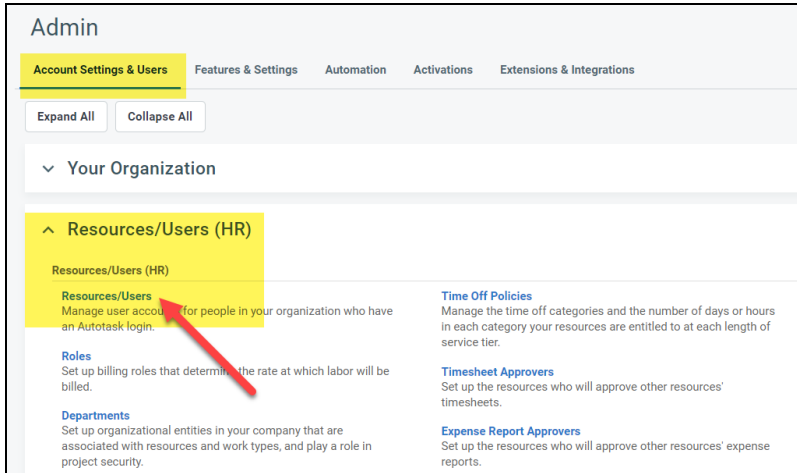 Admin
Account Settings & Users Features & Settings Automation Activations Extensions & Integrations
Expand All Collapse All
Your Organization
Resources/Users (HR)
Resources/Users (HR)
Resources/Users
Manage user accounts for people in your organization who have
an Autotask login.
Roles
Set up billing roles that determine the rate at which labor will be
billed.
Departments
Set up organizational entities in your company that are
associated with resources and work types, and play a role in
project security.
Time Off Policies
Manage the time off categories and the number of days or hours
in each category your resources are entitled to at each length of
service tier.
Timesheet Approvers
Set up the resources who will approve other resources'
timesheets.
Expense Report Approvers
Set up the resources who will approve other resources' expense
reports.